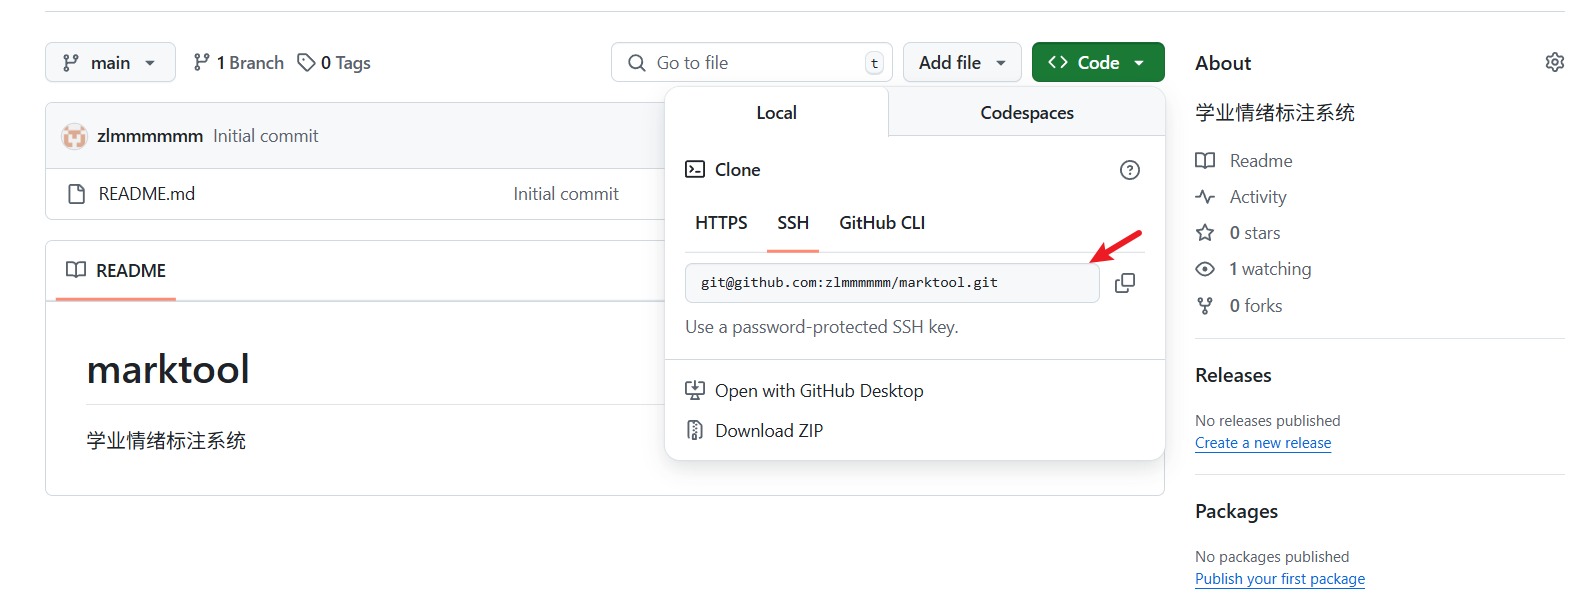 main
1 Branch
0 Tags
Go to file
t
Add file
Code
zlmmmmmm Initial commit
README.md Initial commit
README
marktool
学业情绪标注系统
Local
Codespaces
Clone
HTTPS
SSH
GitHub CLI
git@github.com:zlmmmmmm/marktool.git
Use a password-protected SSH key.
Open with GitHub Desktop
Download ZIP
About
学业情绪标注系统
Readme
Activity
0 stars
1 watching
0 forks
Releases
No releases published
Create a new release
Packages
No packages published
Publish your first package